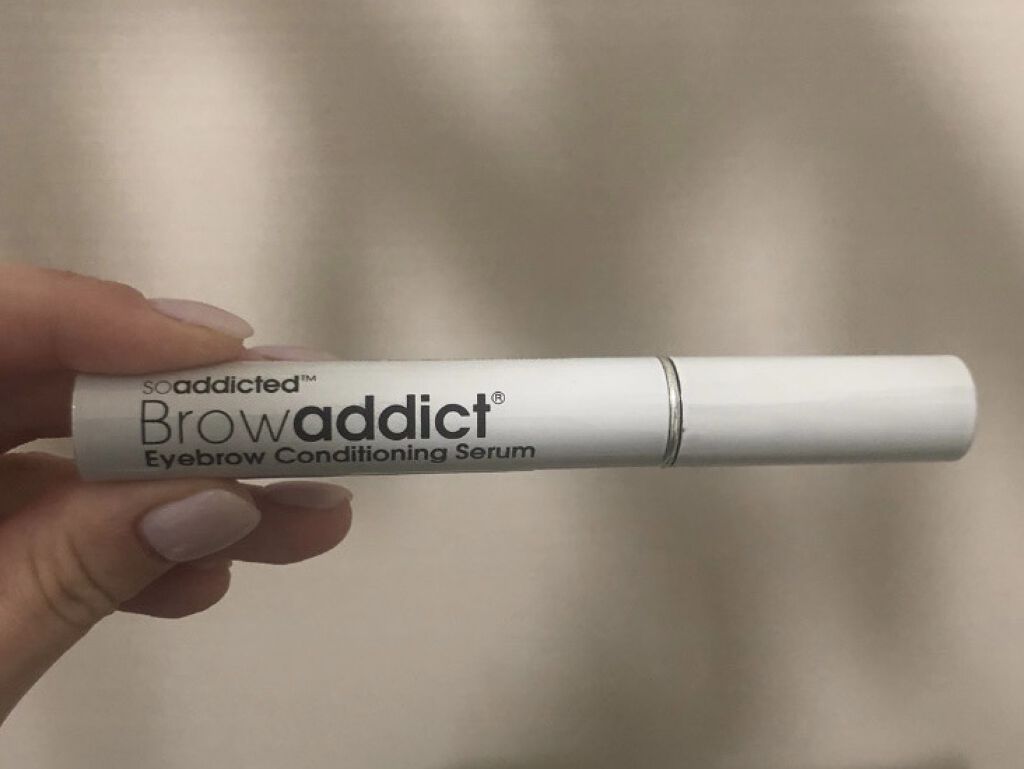 soaddicted™
Browaddict®
Eyebrow Conditioning Serum